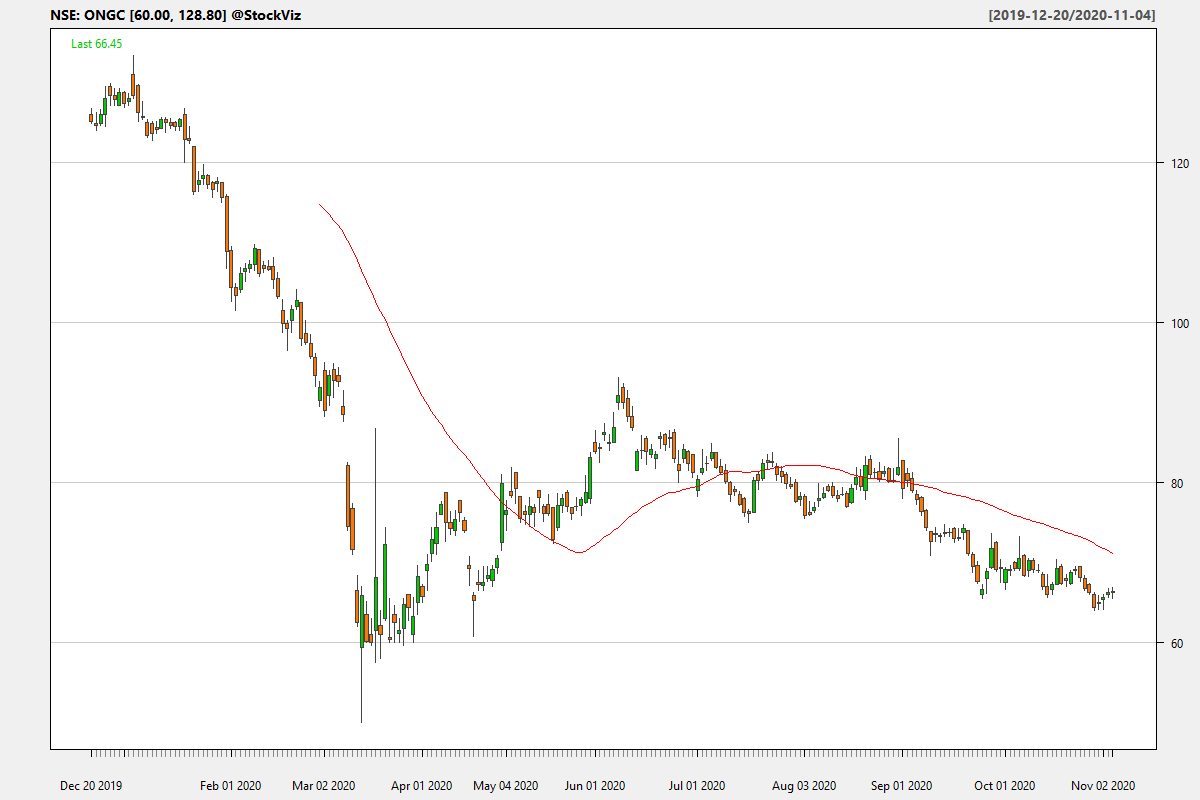 NSE: ONGC [60.00, 128.80] @StockViz [2019-12-20/2020-11-04]
Last 66.45
120
100
80
60
Dec 20 2019 Feb 01 2020 Mar 02 2020 Apr 01 2020 May 04 2020 Jun 01 2020 Jul 01 2020 Aug 03 2020 Sep 01 2020 Oct 01 2020 Nov 02 2020